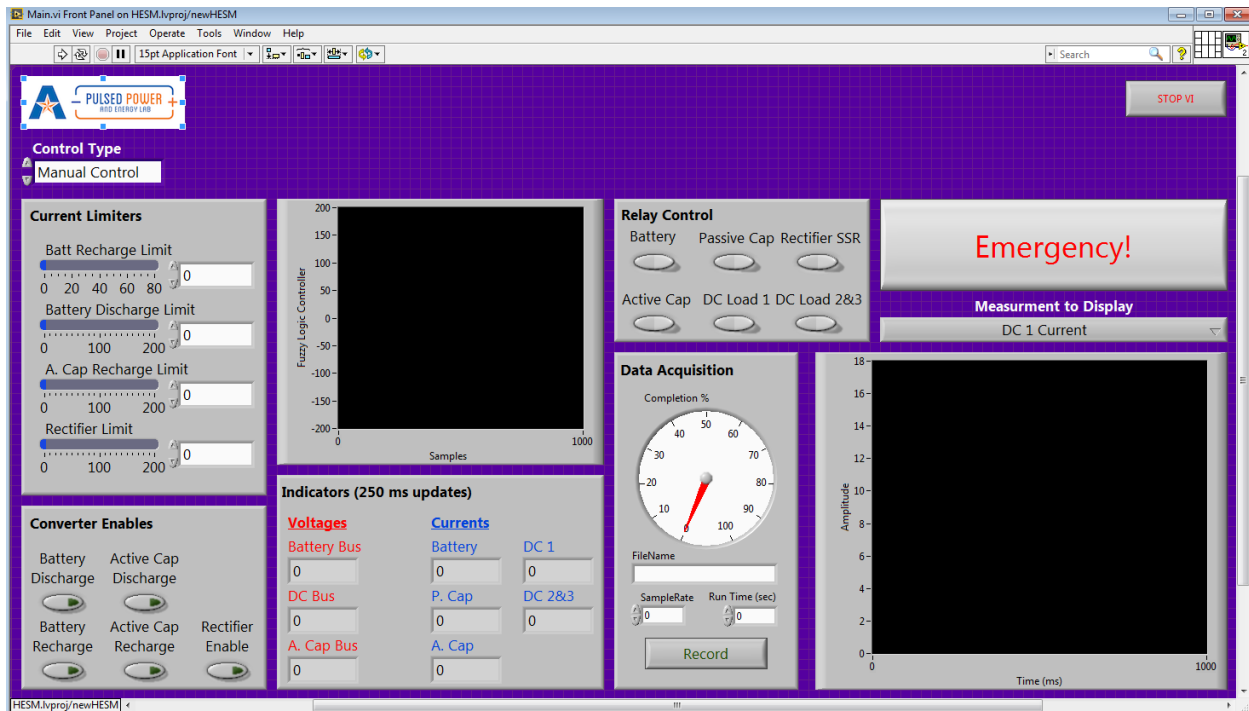 Main.vi Front Panel on HESM.lvproj/newHESM
File Edit View Project Operate Tools Window Help
15pt Application Font
Search
2
PULSED POWER
AND ENERGY LAB
STOP VI
Control Type
Manual Control
Current Limiters
Batt Recharge Limit
0
0 20 40 60 80
Battery Discharge Limit
0
0 100 200
A. Cap Recharge Limit
0
0 100 200
Rectifier Limit
0
0 100 200
Converter Enables
Battery Discharge
Active Cap Discharge
Battery Recharge
Active Cap Recharge
Rectifier Enable
Fuzzy Logic Controller
200
150
100
50
0
-50
-100
-150
-200
0 1000
Samples
Indicators (250 ms updates)
Voltages
Battery Bus
0
DC Bus
0
A. Cap Bus
0
Currents
Battery
0
P. Cap
0
A. Cap
0
DC 1
0
DC 2&3
0
Relay Control
Battery Passive Cap Rectifier SSR
Active Cap DC Load 1 DC Load 2&3
Emergency!
Measurment to Display
DC 1 Current
Data Acquisition
Completion %
0 10 20 30 40 50 60 70 80 90 100
FileName
SampleRate Run Time (sec)
0 0
Record
Amplitude
18
16
14
12
10
8
6
4
2
0
0 1000
Time (ms)
HESM.lvproj/newHESM